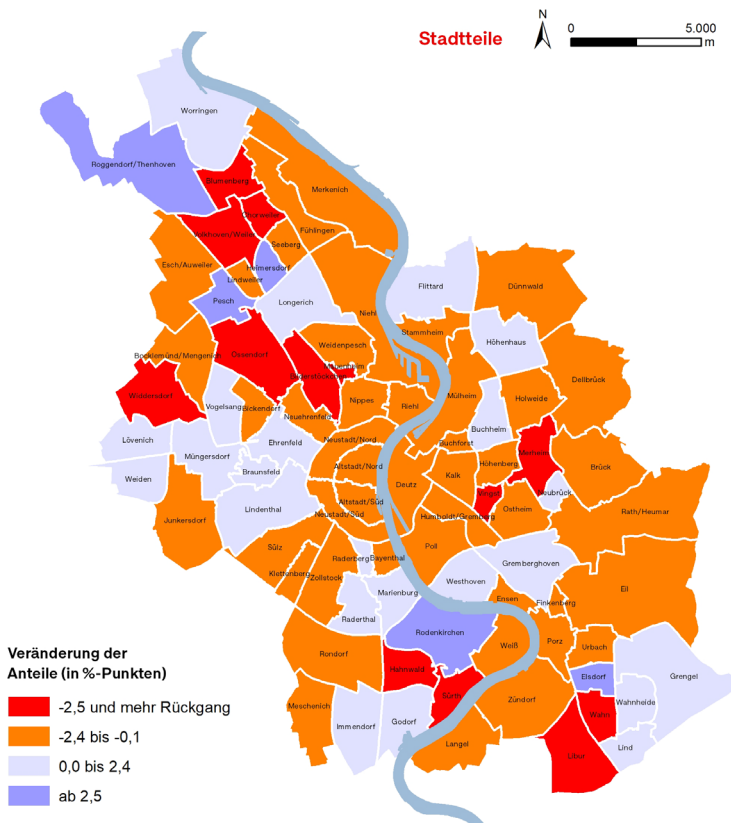 Stadtteile
N
0 5.000
m
Worringen
Roggendorf/Thenhoven
Blumenberg
Merkenich
Chorweiler
Volkhoven/Weiler
Fühlingen
Seeberg
Esch/Auweiler
Heimersdorf
Lindweiler
Pesch
Longerich
Niehl
Flittard
Dünnwald
Stammheim
Höhenhaus
Weidenpesch
Bocklemünd/Mengenich
Ossendorf
Mauenheim
Bilderstöckchen
Dellbrück
Widdersdorf
Vogelsang
Bickendorf
Neuehrenfeld
Nippes
Riehl
Mülheim
Holweide
Buchheim
Buchforst
Lövenich
Müngersdorf
Ehrenfeld
Neustadt/Nord
Merheim
Weiden
Braunsfeld
Altstadt/Nord
Kalk
Höhenberg
Brück
Deutz
Vingst
Neubrück
Lindenthal
Altstadt/Süd
Neustadt/Süd
Humboldt/Gremberg
Ostheim
Rath/Heumar
Junkersdorf
Sülz
Klettenberg
Zollstock
Raderberg
Bayenthal
Poll
Gremberghoven
Westhoven
Marienburg
Eil
Raderthal
Ensen
Finkenberg
Rodenkirchen
Weiß
Porz
Urbach
Rondorf
Hahnwald
Elsdorf
Grengel
Sürth
Zündorf
Wahn
Wahnheide
Meschenich
Immendorf
Godorf
Langel
Lind
Libur
Veränderung der
Anteile (in %-Punkten)
-2,5 und mehr Rückgang
-2,4 bis -0,1
0,0 bis 2,4
ab 2,5